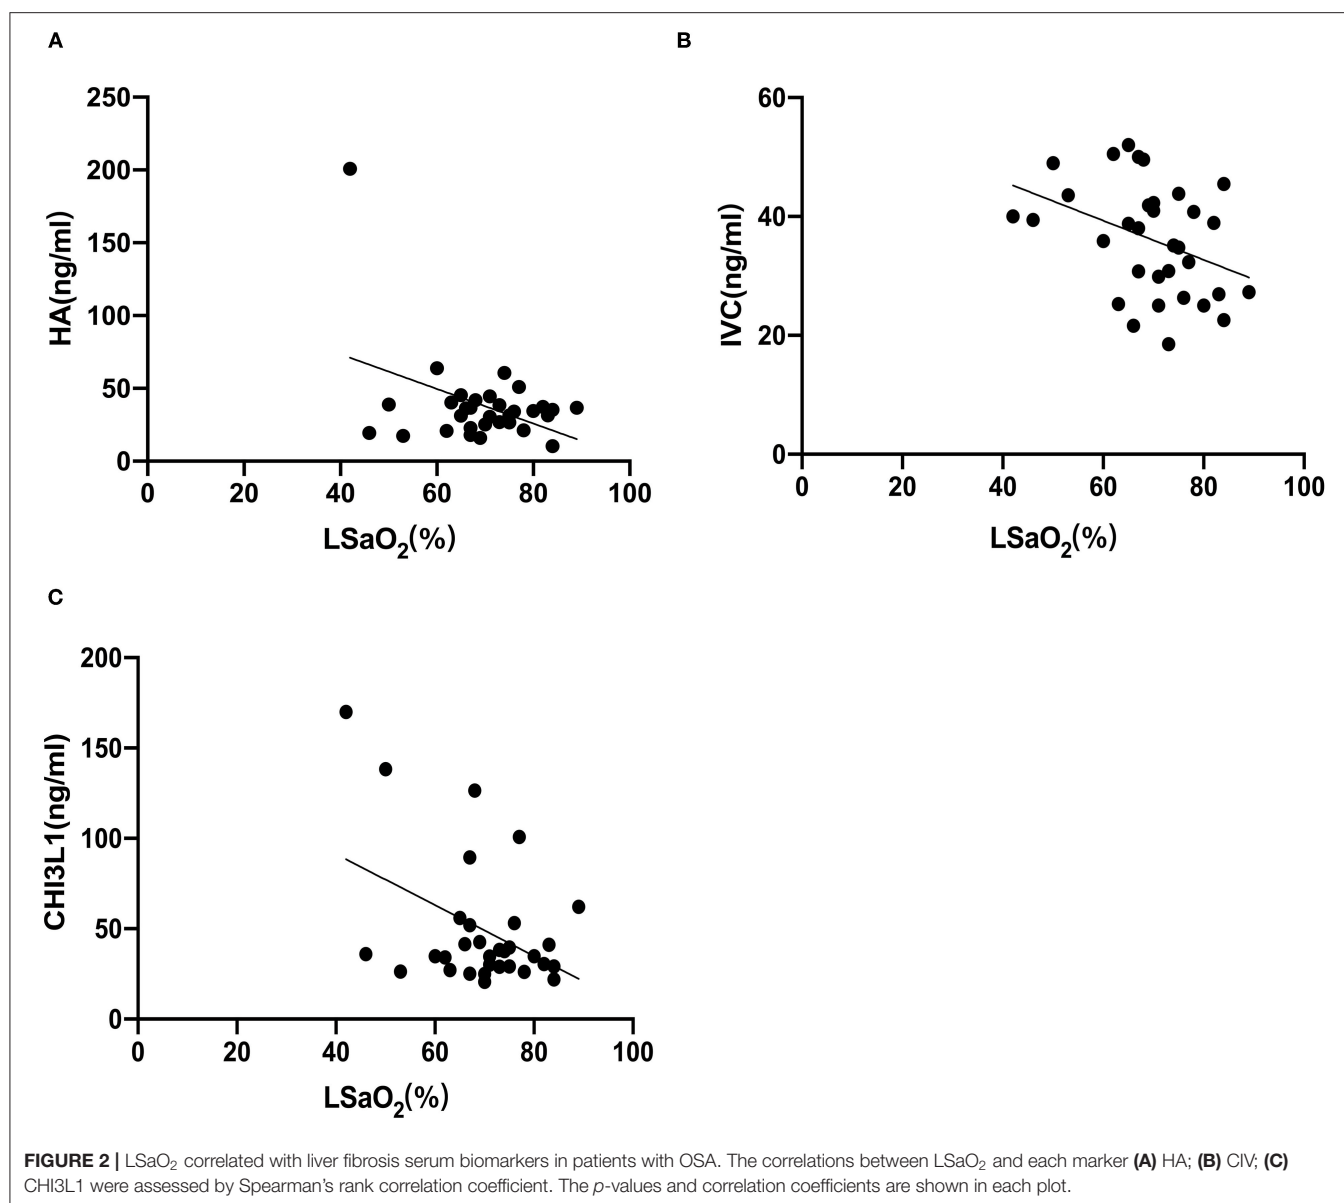 A
250
200
150
100
50
0
HA(ng/ml)
0 20 40 60 80 100
LSaO2(%)
B
60
40
20
0
IVC(ng/ml)
0 20 40 60 80 100
LSaO2(%)
C
200
150
100
50
0
CHI3L1(ng/ml)
0 20 40 60 80 100
LSaO2(%)
FIGURE 2 | LSaO2 correlated with liver fibrosis serum biomarkers in patients with OSA. The correlations between LSaO2 and each marker (A) HA; (B) CIV; (C)
CHI3L1 were assessed by Spearman’s rank correlation coefficient. The p-values and correlation coefficients are shown in each plot.